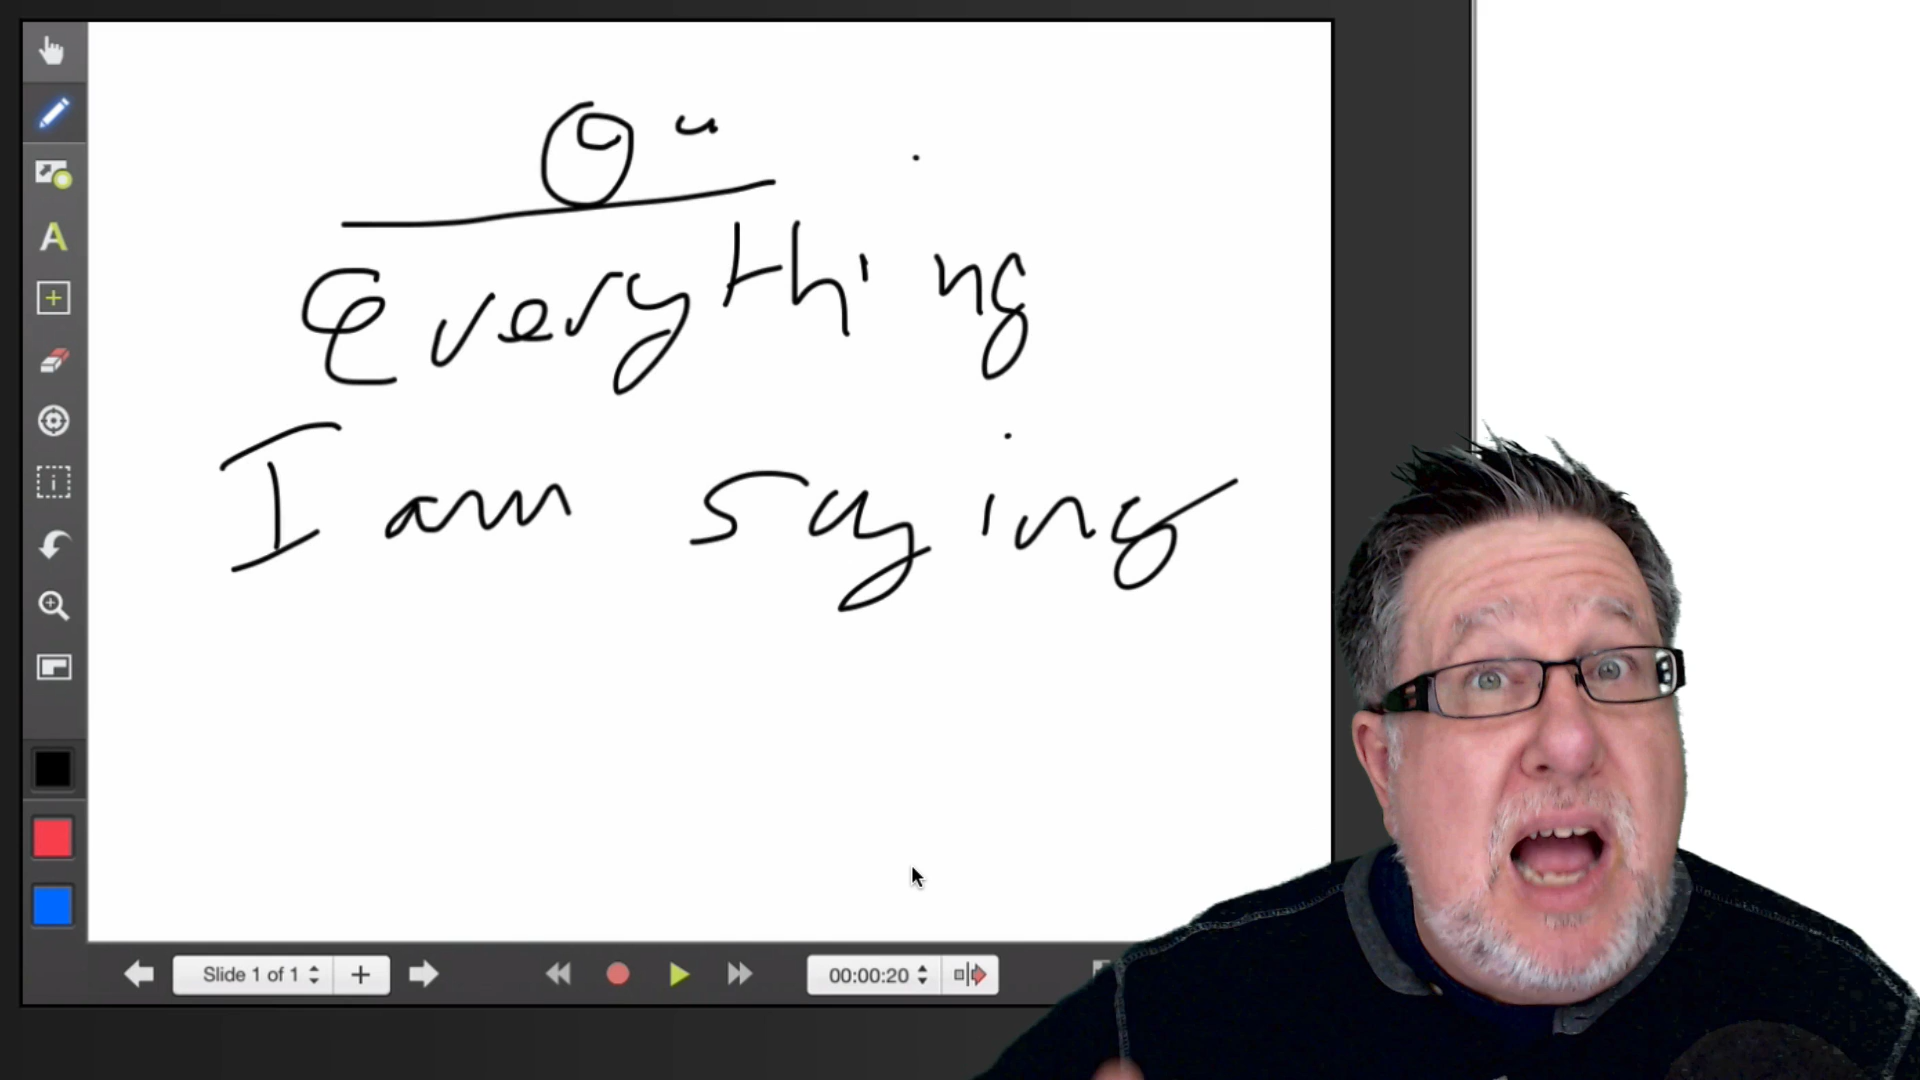 Everything
I am saying
A
Slide 1 of 1
00:00:20